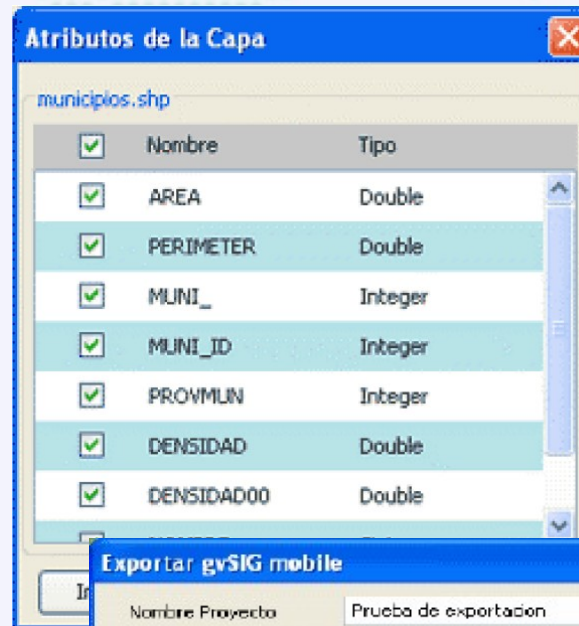 Atributos de la Capa
municipios.shp
Nombre Tipo
AREA Double
PERIMETER Double
MUNI_ Integer
MUNI_ID Integer
PROVMUN Integer
DENSIDAD Double
DENSIDAD00 Double
Exportar gvSIG mobile
Nombre Proyecto Prueba de exportacion